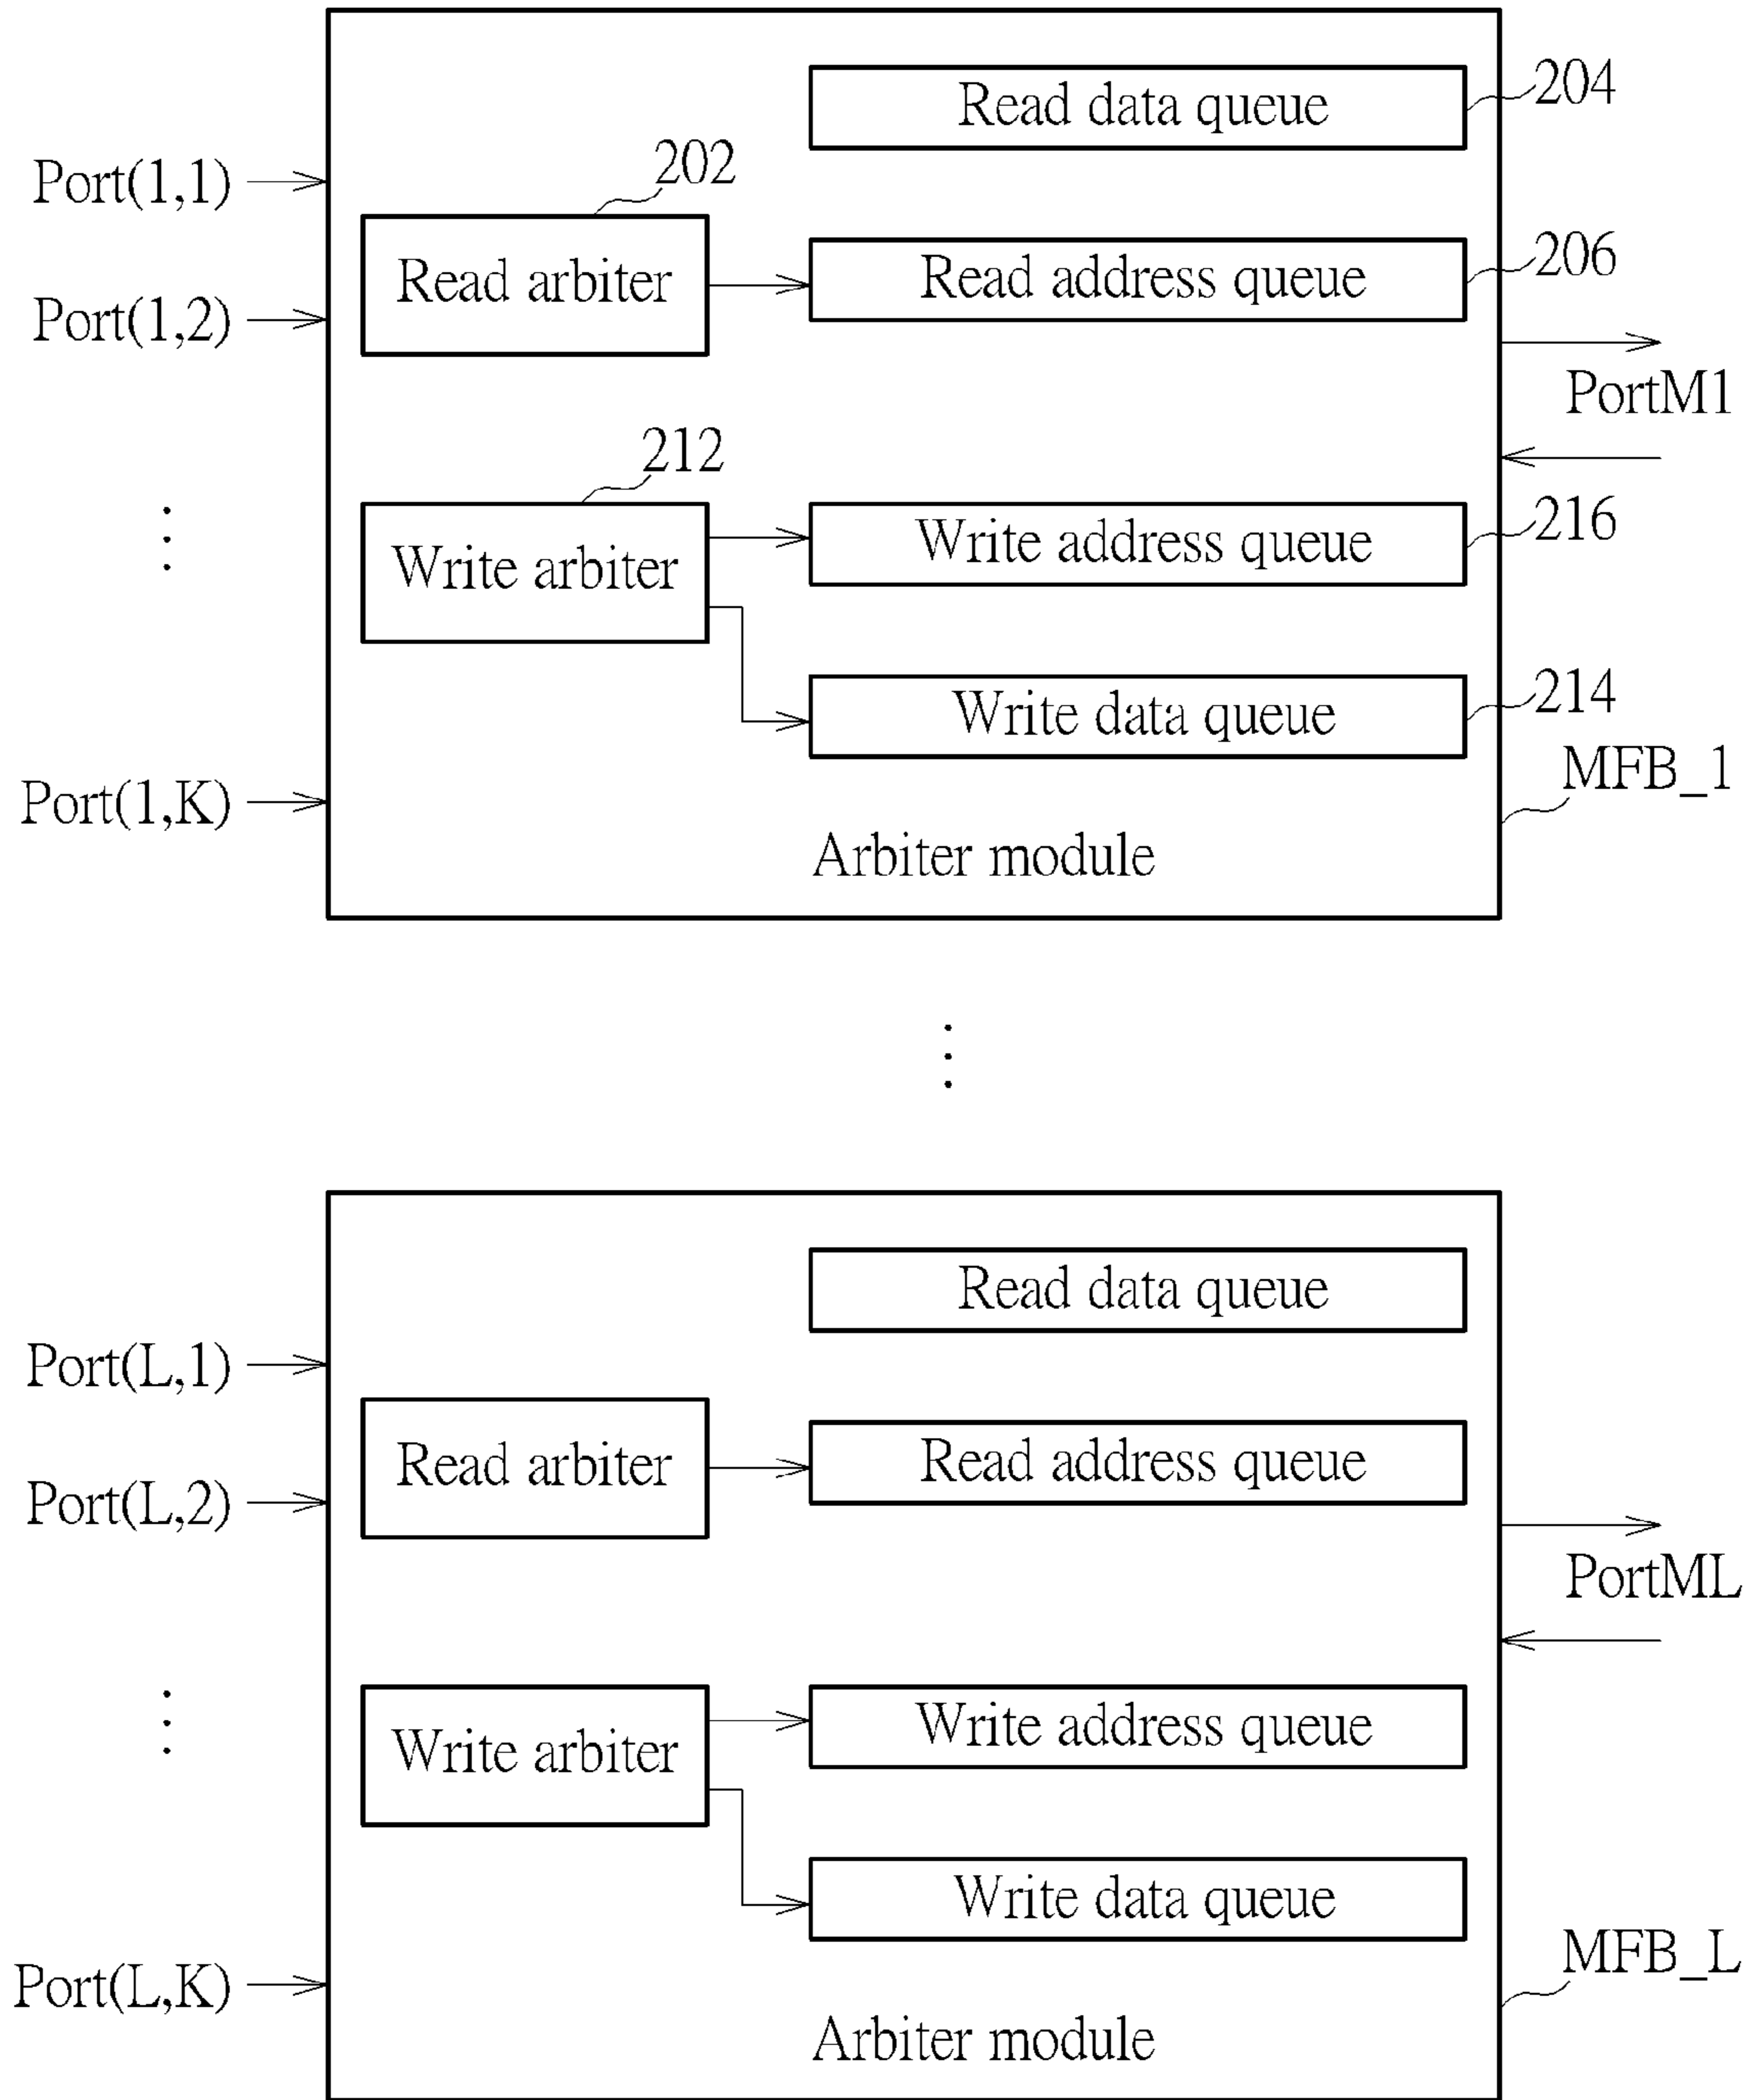 Read data queue
204
Port(1,1)
202
Read arbiter
Read address queue
206
Port(1,2)
PortM1
212
Write arbiter
Write address queue
216
Write data queue
214
MFB_1
Port(1,K)
Arbiter module
Read data queue
Port(L,1)
Read arbiter
Read address queue
Port(L,2)
PortML
Write arbiter
Write address queue
Write data queue
MFB_L
Port(L,K)
Arbiter module